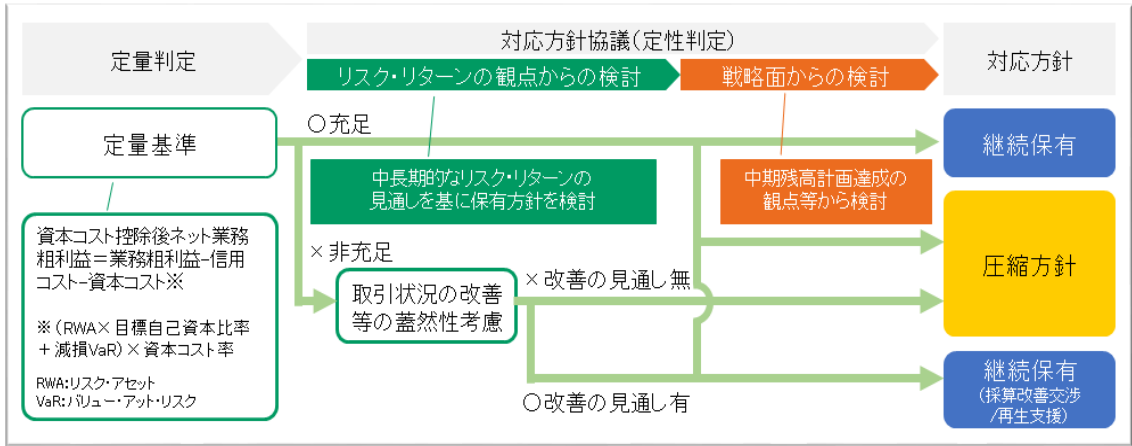 定量判定
対応方針協議(定性判定)
リスク・リターンの観点からの検討
戦略面からの検討
対応方針
定量基準
○充足
継続保有
中長期的なリスク・リターンの
見通しを基に保有方針を検討
中期残高計画達成の
観点等から検討
資本コスト控除後ネット業務
粗利益=業務粗利益-信用
コスト-資本コスト※
※(RWA×目標自己資本比率
+減損VaR)×資本コスト率
RWA:リスク・アセット
VaR:バリュー・アット・リスク
×非充足
取引状況の改善
等の蓋然性考慮
×改善の見通し無
圧縮方針
○改善の見通し有
継続保有
(採算改善交渉
/再生支援)